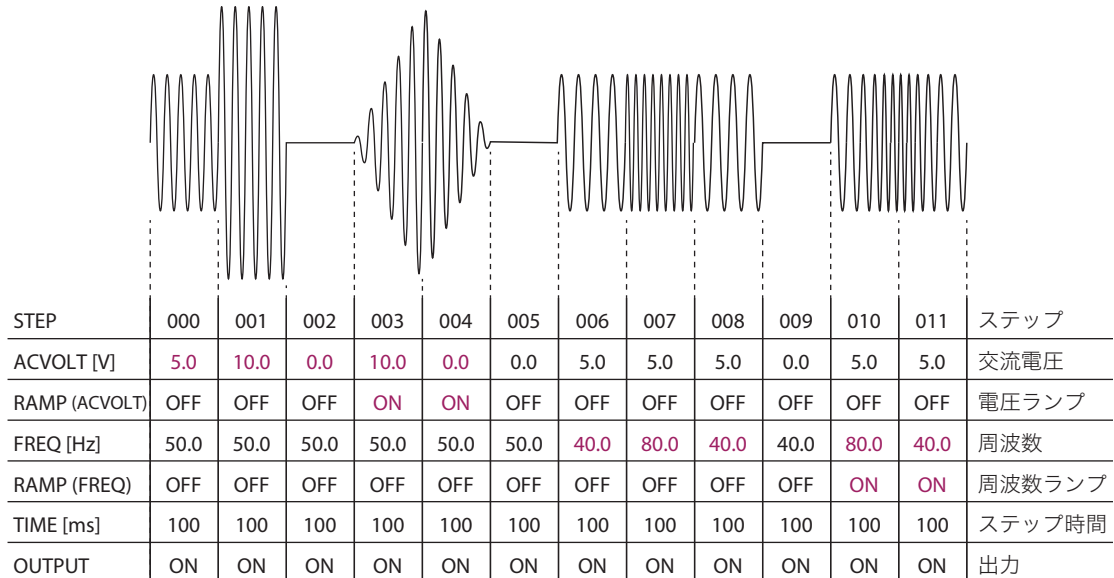 STEP 000 001 002 003 004 005 006 007 008 009 010 011 ステップ
ACVOLT [V] 5.0 10.0 0.0 10.0 0.0 0.0 5.0 5.0 5.0 0.0 5.0 5.0 交流電圧
RAMP (ACVOLT) OFF OFF OFF ON ON OFF OFF OFF OFF OFF OFF OFF 電圧ランプ
FREQ [Hz] 50.0 50.0 50.0 50.0 50.0 50.0 40.0 80.0 40.0 40.0 80.0 40.0 周波数
RAMP (FREQ) OFF OFF OFF OFF OFF OFF OFF OFF OFF OFF ON ON 周波数ランプ
TIME [ms] 100 100 100 100 100 100 100 100 100 100 100 100 ステップ時間
OUTPUT ON ON ON ON ON ON ON ON ON ON ON ON 出力